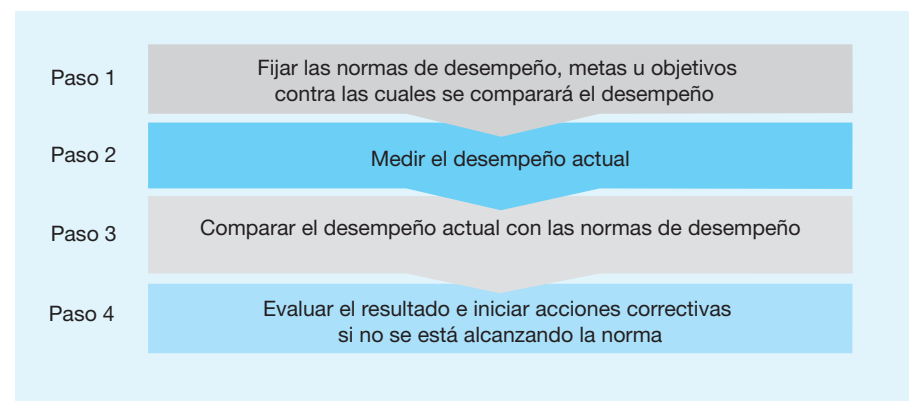 Paso 1
Fijar las normas de desempeño, metas u objetivos
contra las cuales se comparará el desempeño
Paso 2
Medir el desempeño actual
Paso 3
Comparar el desempeño actual con las normas de desempeño
Paso 4
Evaluar el resultado e iniciar acciones correctivas
si no se está alcanzando la norma